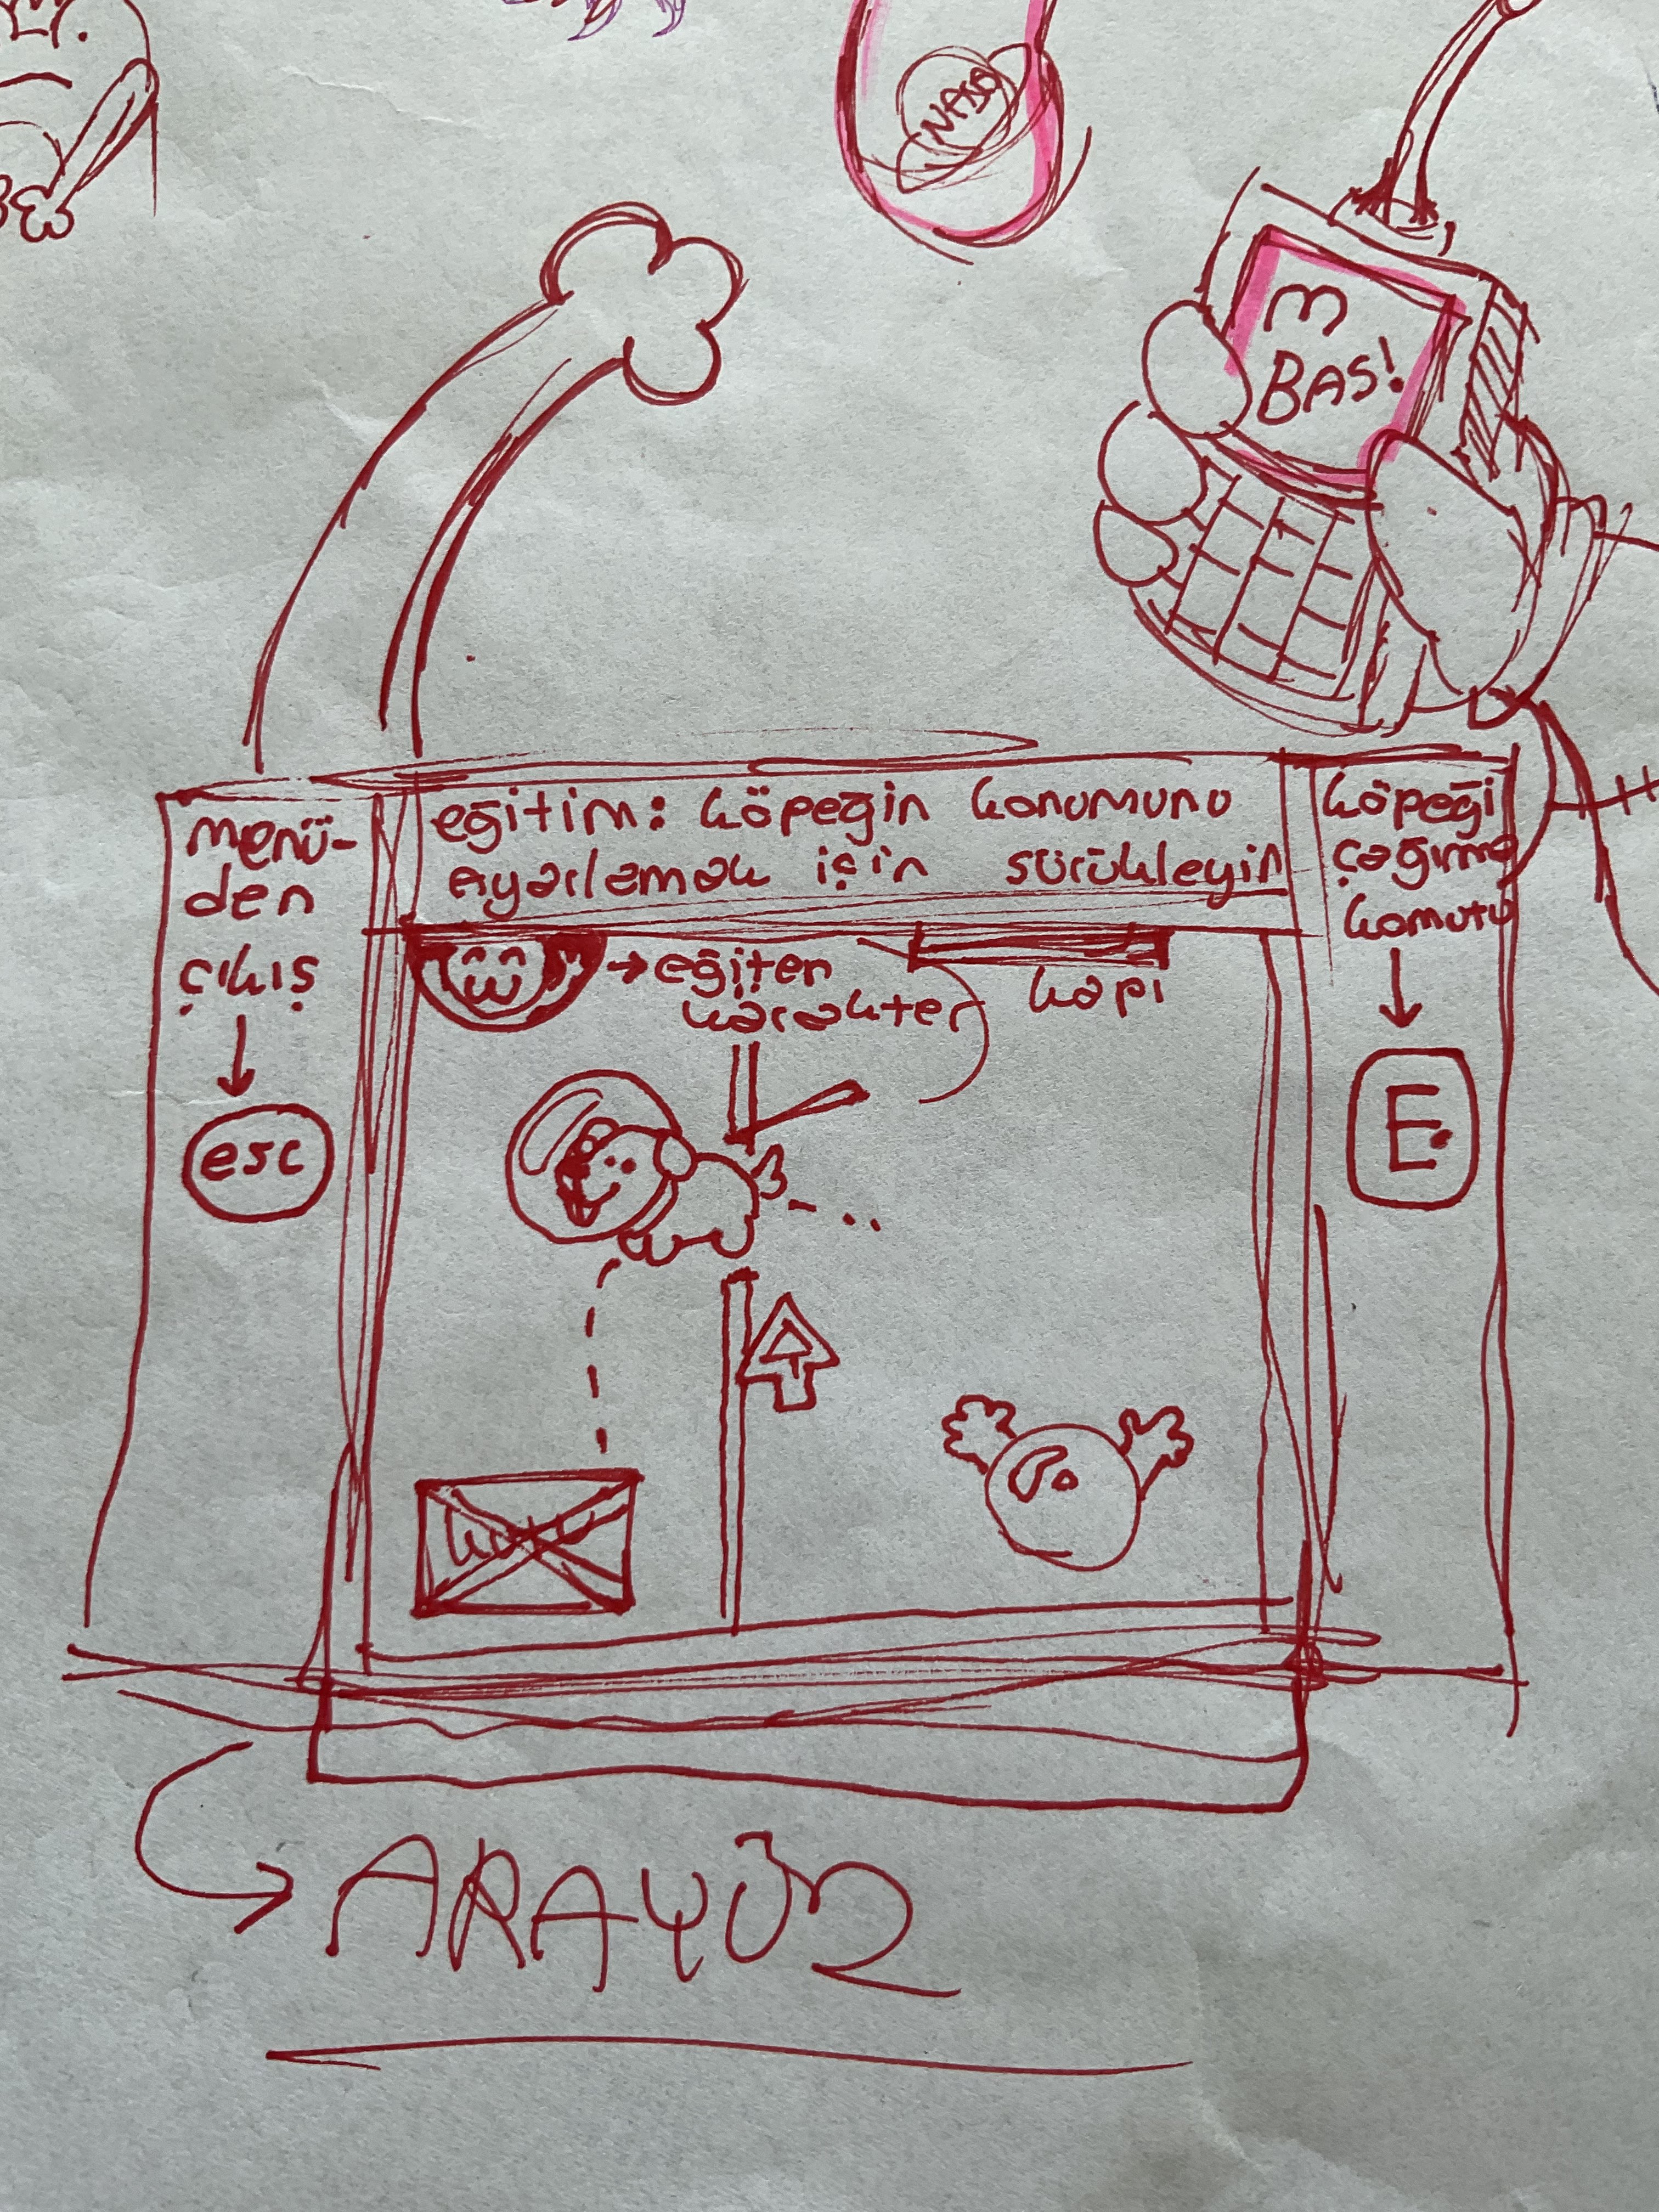 NASA
m
BAS!
menü-
den
çıkış
esc
eğitim: köpeğin konumunu
ayarlamak için sürükleyin
köpeği
çağırma
komutu
E
→eğiten
karakter
kapı
kutu
ARAYÜZ